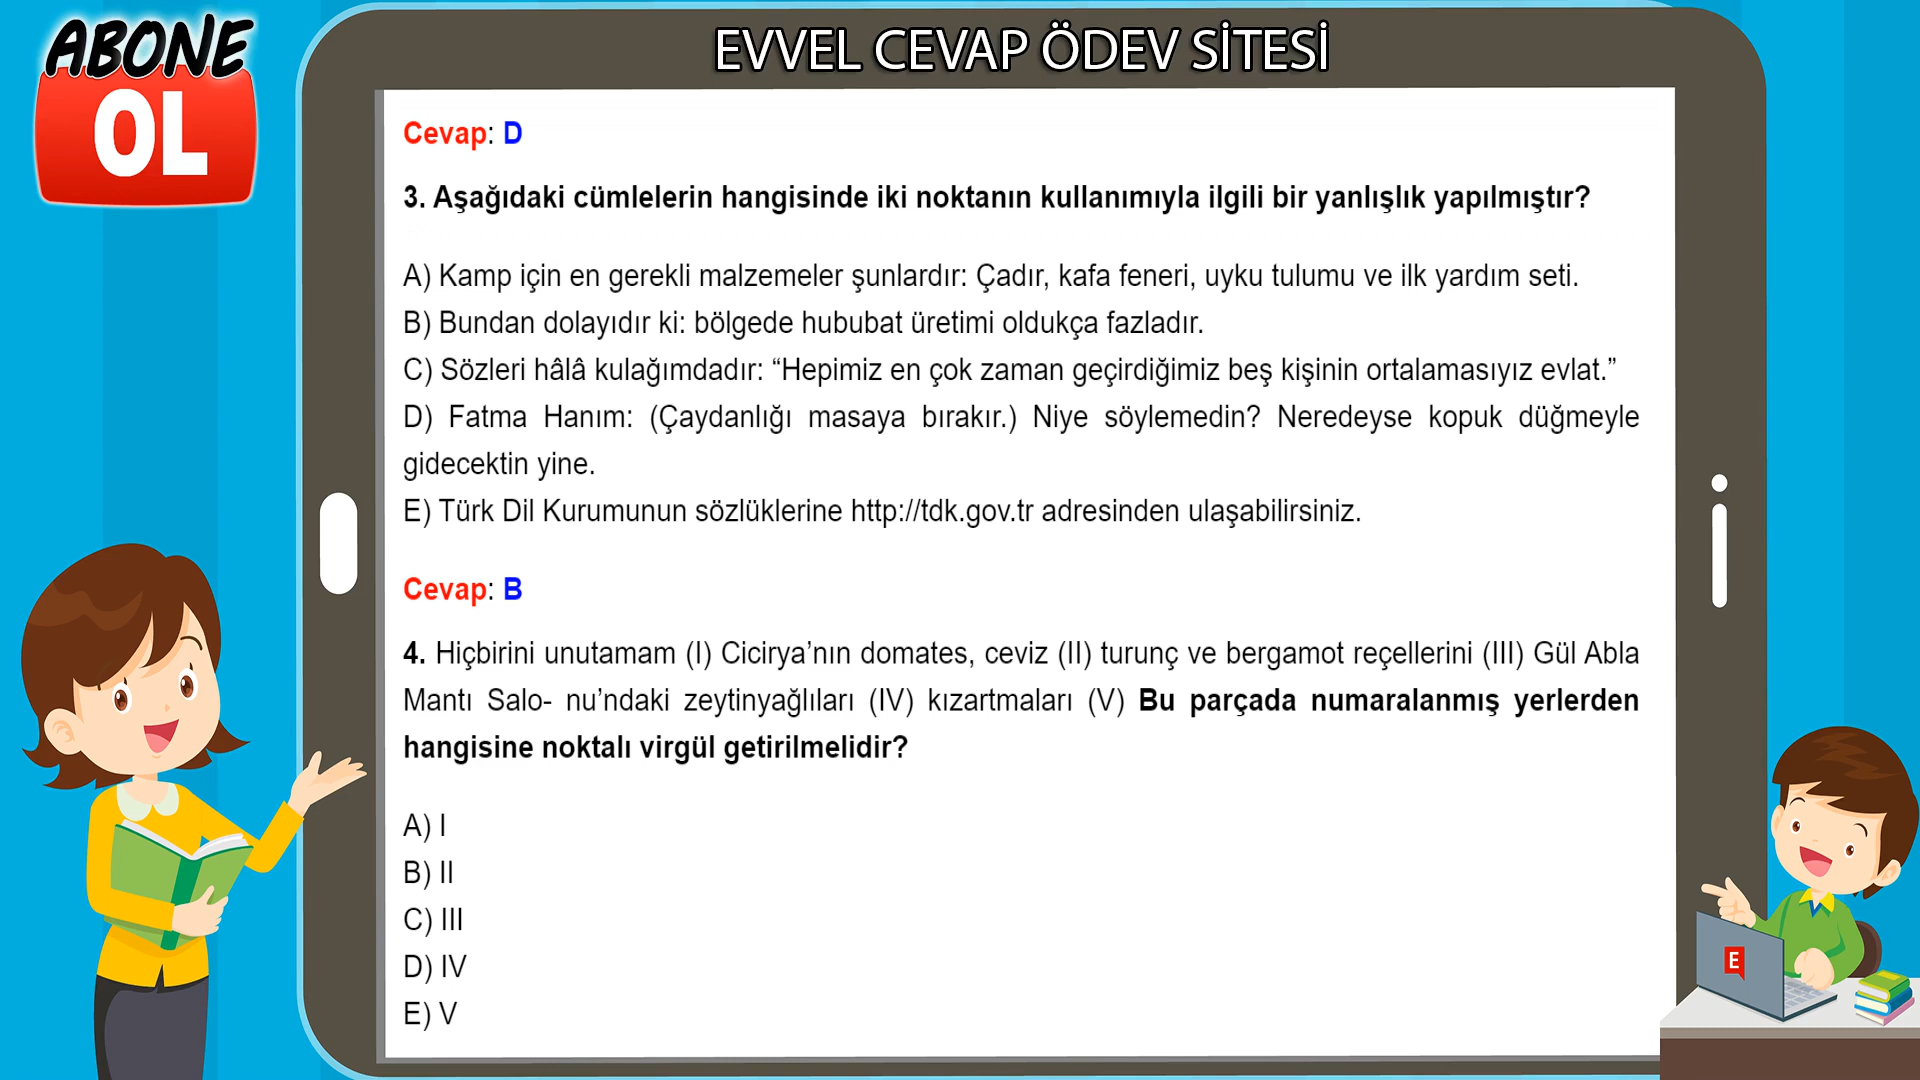 ABONE
OL
EVVEL CEVAP ÖDEV SİTESİ
Cevap: D
3. Aşağıdaki cümlelerin hangisinde iki noktanın kullanımıyla ilgili bir yanlışlık yapılmıştır?
A) Kamp için en gerekli malzemeler şunlardır: Çadır, kafa feneri, uyku tulumu ve ilk yardım seti.
B) Bundan dolayıdır ki: bölgede hububat üretimi oldukça fazladır.
C) Sözleri hâlâ kulağımdadır: “Hepimiz en çok zaman geçirdiğimiz beş kişinin ortalamasıyız evlat.”
D) Fatma Hanım: (Çaydanlığı masaya bırakır.) Niye söylemedin? Neredeyse kopuk düğmeyle
gidecektin yine.
E) Türk Dil Kurumunun sözlüklerine http://tdk.gov.tr adresinden ulaşabilirsiniz.
Cevap: B
4. Hiçbirini unutamam (I) Cicirya’nın domates, ceviz (II) turunç ve bergamot reçellerini (III) Gül Abla
Mantı Salo- nu’ndaki zeytinyağlıları (IV) kızartmaları (V) Bu parçada numaralanmış yerlerden
hangisine noktalı virgül getirilmelidir?
A) I
B) II
C) III
D) IV
E) V
E